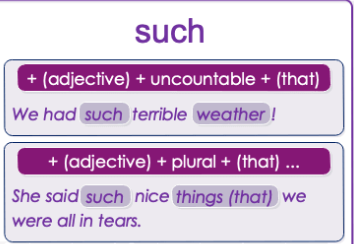 such
+ (adjective) + uncountable + (that)
We had such terrible weather !
+ (adjective) + plural + (that) ...
She said such nice things (that) we
were all in tears.